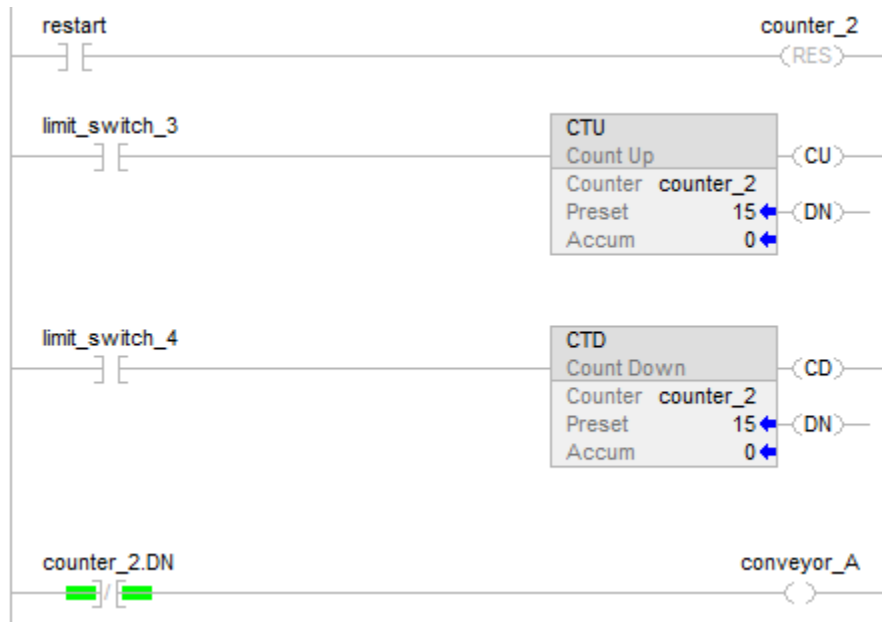 restart counter_2
(RES)
limit_switch_3 CTU
Count Up (CU)
Counter counter_2
Preset 15 (DN)
Accum 0
limit_switch_4 CTD
Count Down (CD)
Counter counter_2
Preset 15 (DN)
Accum 0
counter_2.DN conveyor_A